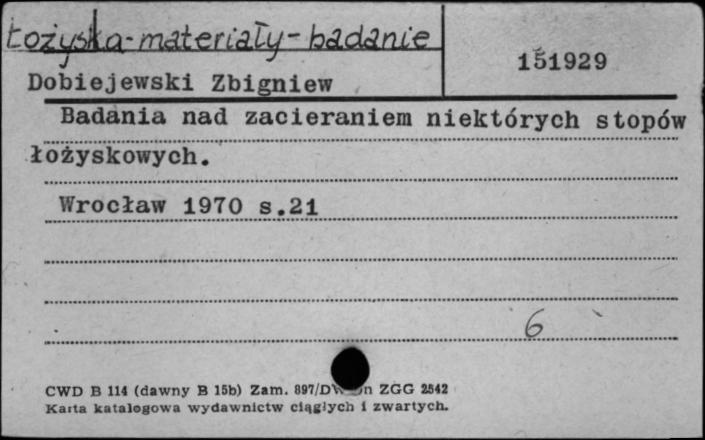 Łożyska-materiały-badanie
151929
Dobiejewski Zbigniew
Badania nad zacieraniem niektórych stopów
łożyskowych.
Wrocław 1970 s.21
6
CWD B 114 (dawny B 15b) Zam. 897/D ZGG 2542
Karta katalogowa wydawnictw ciągłych i zwartych.